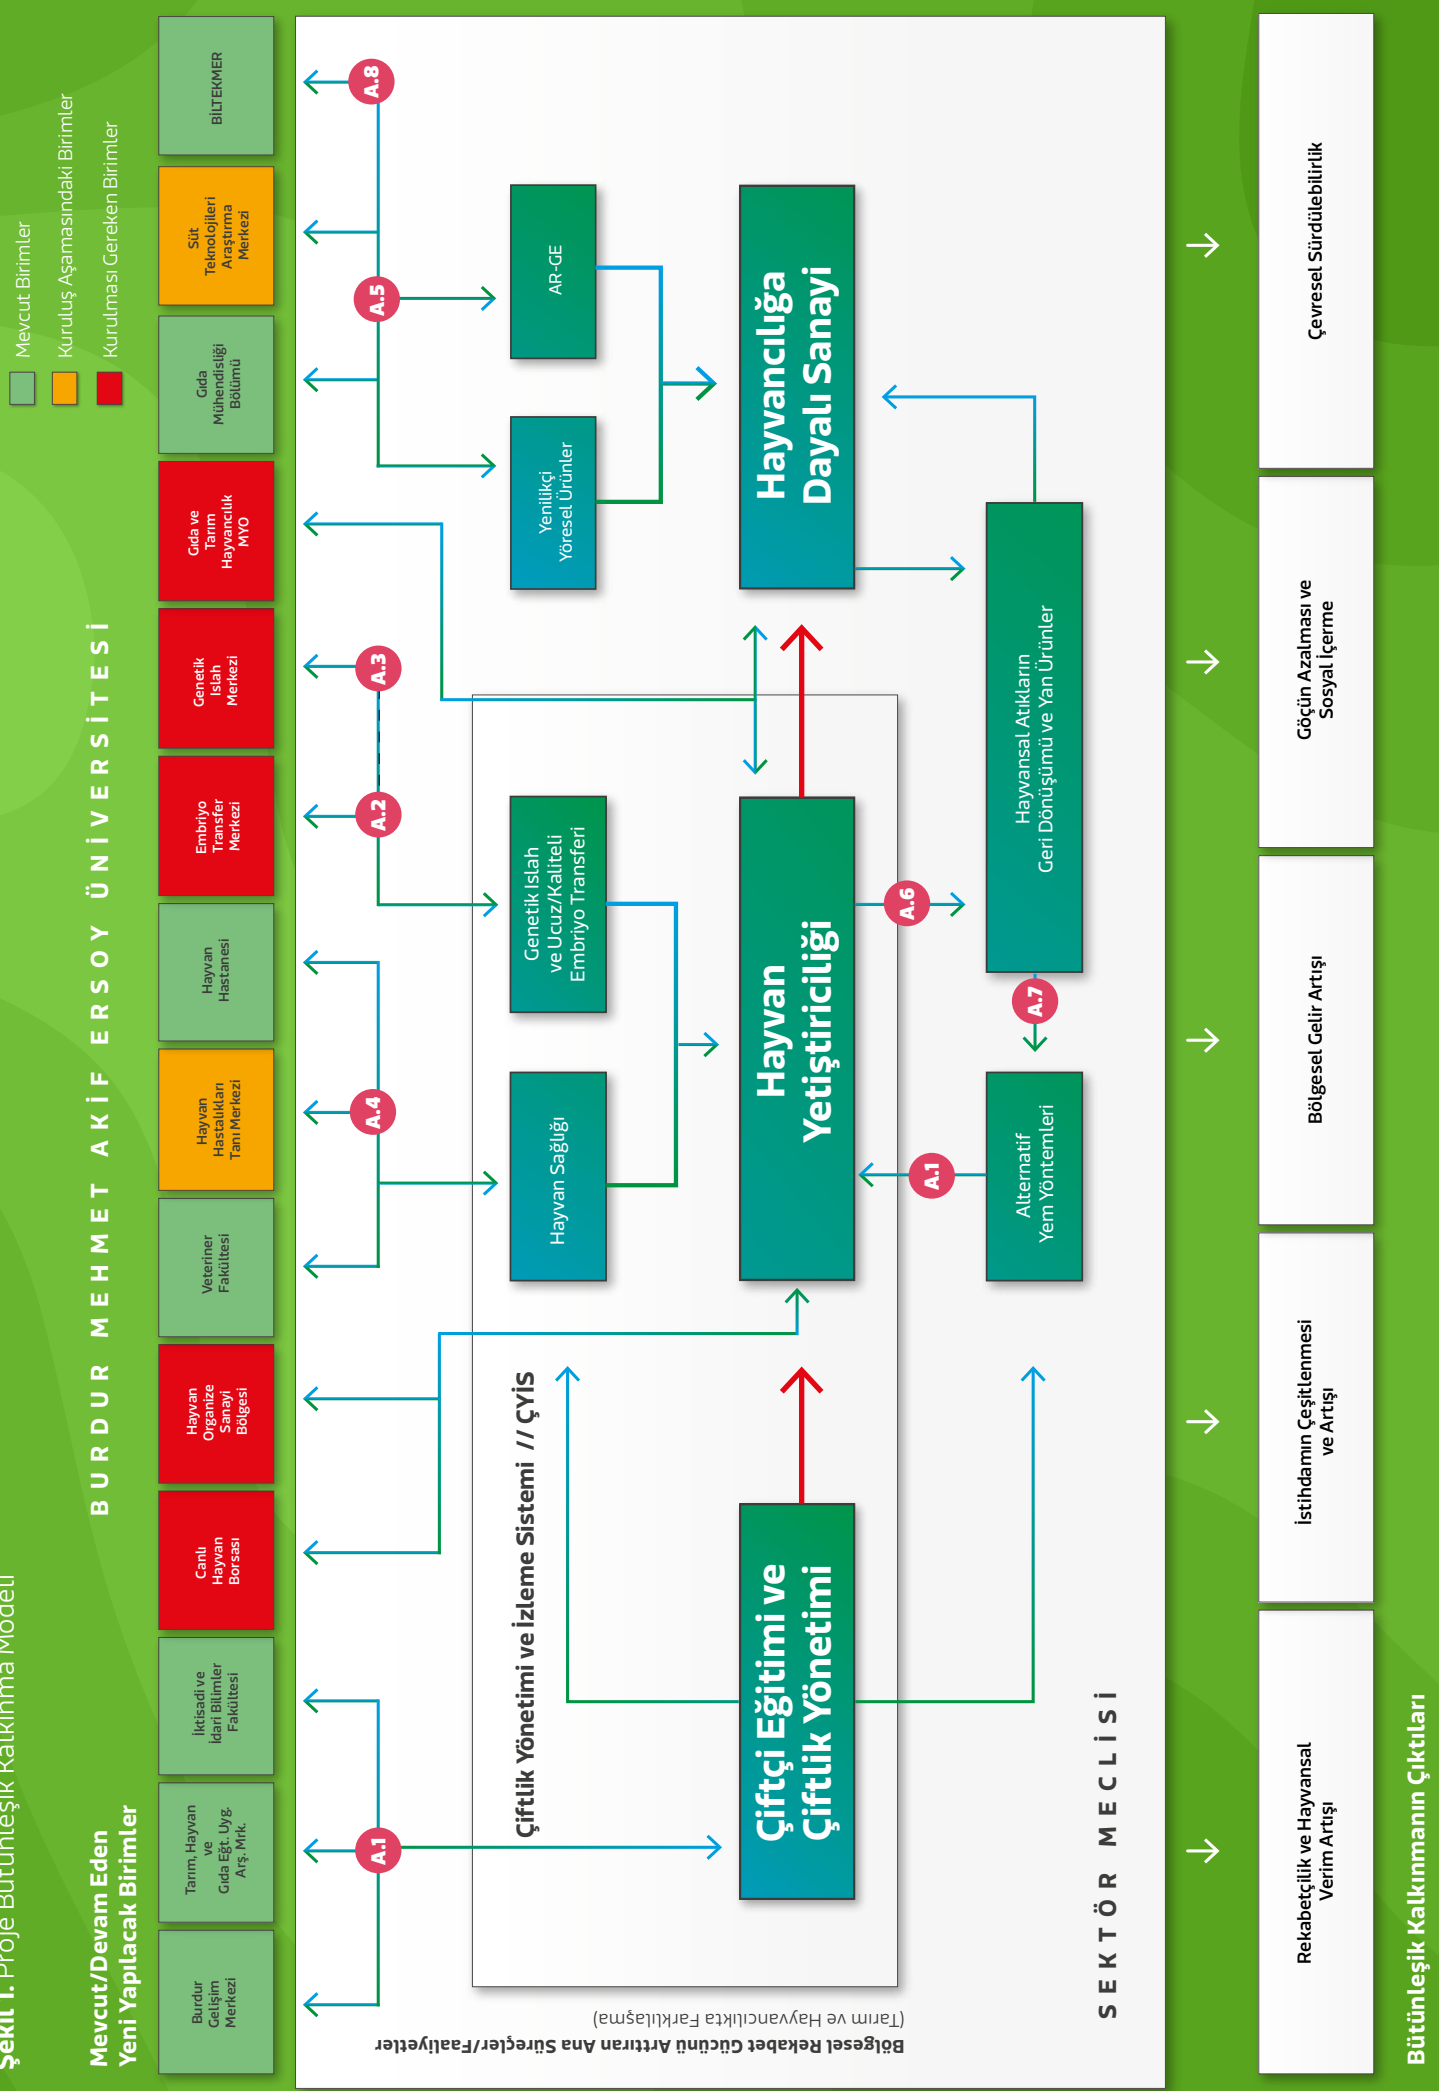 Şekil 1. Proje Bütünleşik Kalkınma Modeli
Mevcut Birimler
Kuruluş Aşamasındaki Birimler
Kurulması Gereken Birimler
Mevcut/Devam Eden
Yeni Yapılacak Birimler
BURDUR MEHMET AKİF ERSOY ÜNİVERSİTESİ
Burdur
Gelişim
Merkezi
Tarım, Hayvan
ve
Gıda Eğt. Uyg.
Arş. Mrk.
İktisadi ve
İdari Bilimler
Fakültesi
Canlı
Hayvan
Borsası
Hayvan
Organize
Sanayi
Bölgesi
Veteriner
Fakültesi
Hayvan
Hastalıkları
Tanı Merkezi
Hayvan
Hastanesi
Embriyo
Transfer
Merkezi
Genetik
Islah
Merkezi
Gıda ve
Tarım
Hayvancılık
MYO
Gıda
Mühendisliği
Bölümü
Süt
Teknolojileri
Araştırma
Merkezi
BİLTEKMER
A.1
A.4
A.2
A.3
A.5
A.8
Bölgesel Rekabet Gücünü Arttıran Ana Süreçler/Faaliyetler
(Tarım ve Hayvancılıkta Farklılaşma)
Çiftlik Yönetimi ve İzleme Sistemi // ÇYİS
Hayvan Sağlığı
Genetik Islah
ve Ucuz/Kaliteli
Embriyo Transferi
Yenilikçi
Yöresel Ürünler
AR-GE
Çiftçi Eğitimi ve
Çiftlik Yönetimi
Hayvan
Yetiştiriciliği
Hayvancılığa
Dayalı Sanayi
A.1
A.6
Alternatif
Yem Yöntemleri
A.7
Hayvansal Atıkların
Geri Dönüşümü ve Yan Ürünler
SEKTÖR MECLİSİ
Rekabetçilik ve Hayvansal
Verim Artışı
İstihdamın Çeşitlenmesi
ve Artışı
Bölgesel Gelir Artışı
Göçün Azalması ve
Sosyal İçerme
Çevresel Sürdülebilirlik
Bütünleşik Kalkınmanın Çıktıları